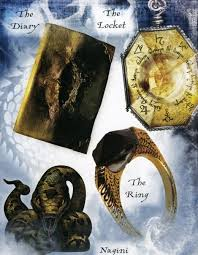 The
Diary
The
Locket
The
Ring
Nagini